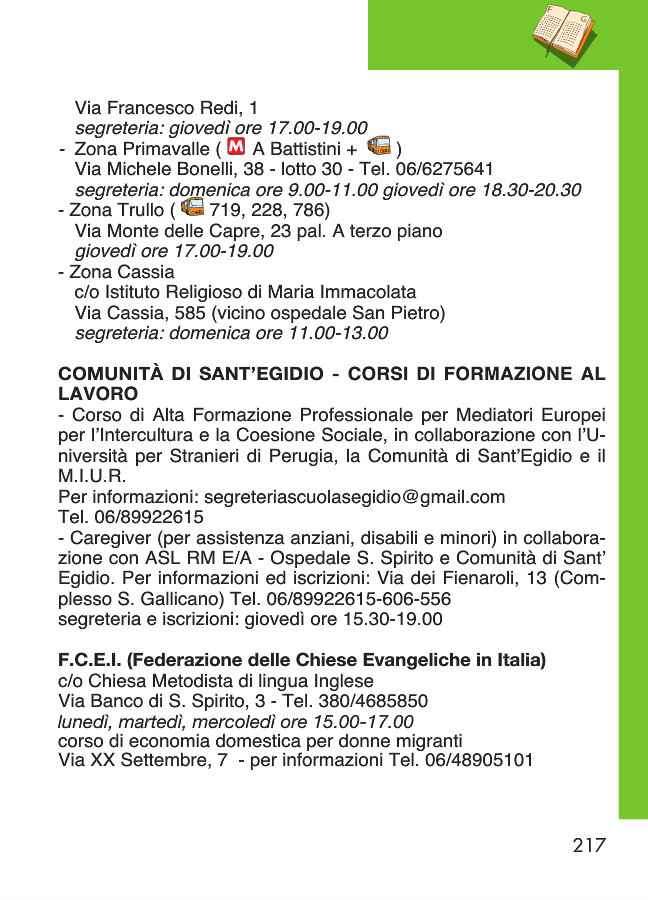 F G
Via Francesco Redi, 1
segreteria: giovedì ore 17.00-19.00
- Zona Primavalle ( M A Battistini + )
Via Michele Bonelli, 38 - lotto 30 - Tel. 06/6275641
segreteria: domenica ore 9.00-11.00 giovedì ore 18.30-20.30
- Zona Trullo ( 719, 228, 786)
Via Monte delle Capre, 23 pal. A terzo piano
giovedì ore 17.00-19.00
- Zona Cassia
c/o Istituto Religioso di Maria Immacolata
Via Cassia, 585 (vicino ospedale San Pietro)
segreteria: domenica ore 11.00-13.00
COMUNITÀ DI SANT’EGIDIO - CORSI DI FORMAZIONE AL
LAVORO
- Corso di Alta Formazione Professionale per Mediatori Europei
per l’Intercultura e la Coesione Sociale, in collaborazione con l’U-
niversità per Stranieri di Perugia, la Comunità di Sant’Egidio e il
M.I.U.R.
Per informazioni: segreteriascuolasegidio@gmail.com
Tel. 06/89922615
- Caregiver (per assistenza anziani, disabili e minori) in collabora-
zione con ASL RM E/A - Ospedale S. Spirito e Comunità di Sant’
Egidio. Per informazioni ed iscrizioni: Via dei Fienaroli, 13 (Com-
plesso S. Gallicano) Tel. 06/89922615-606-556
segreteria e iscrizioni: giovedì ore 15.30-19.00
F.C.E.I. (Federazione delle Chiese Evangeliche in Italia)
c/o Chiesa Metodista di lingua Inglese
Via Banco di S. Spirito, 3 - Tel. 380/4685850
lunedì, martedì, mercoledì ore 15.00-17.00
corso di economia domestica per donne migranti
Via XX Settembre, 7 - per informazioni Tel. 06/48905101
217